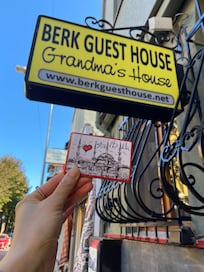 BERK GUEST HOUSE
Grandma's House
www.berkguesthouse.net